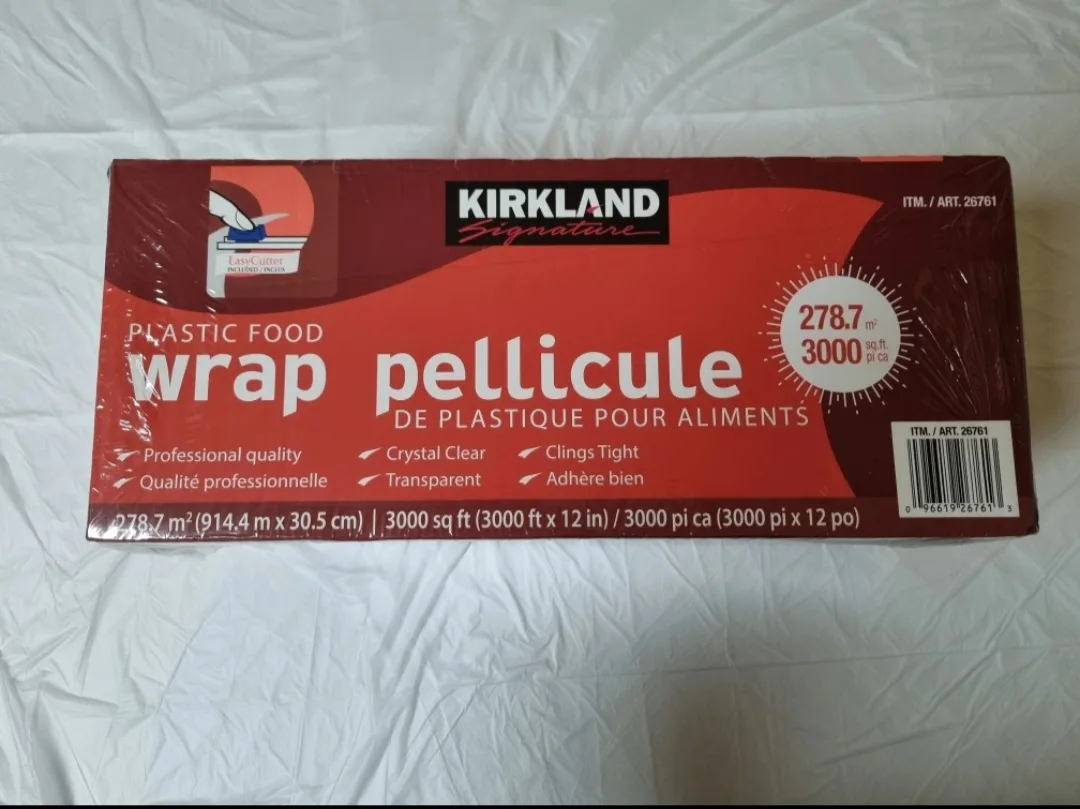 KIRKLAND
Signature
ITM. / ART. 26761
EasyCutter
INCLUDED / INCLUS
278.7 m²
3000 sq.ft.
pi ca
PLASTIC FOOD
wrap pellicule
DE PLASTIQUE POUR ALIMENTS
Professional quality Crystal Clear Clings Tight
Qualité professionnelle Transparent Adhère bien
278.7 m² (914.4 m x 30.5 cm) | 3000 sq ft (3000 ft x 12 in) / 3000 pi ca (3000 pi x 12 po)
ITM. / ART. 26761
0 96619 26761 3